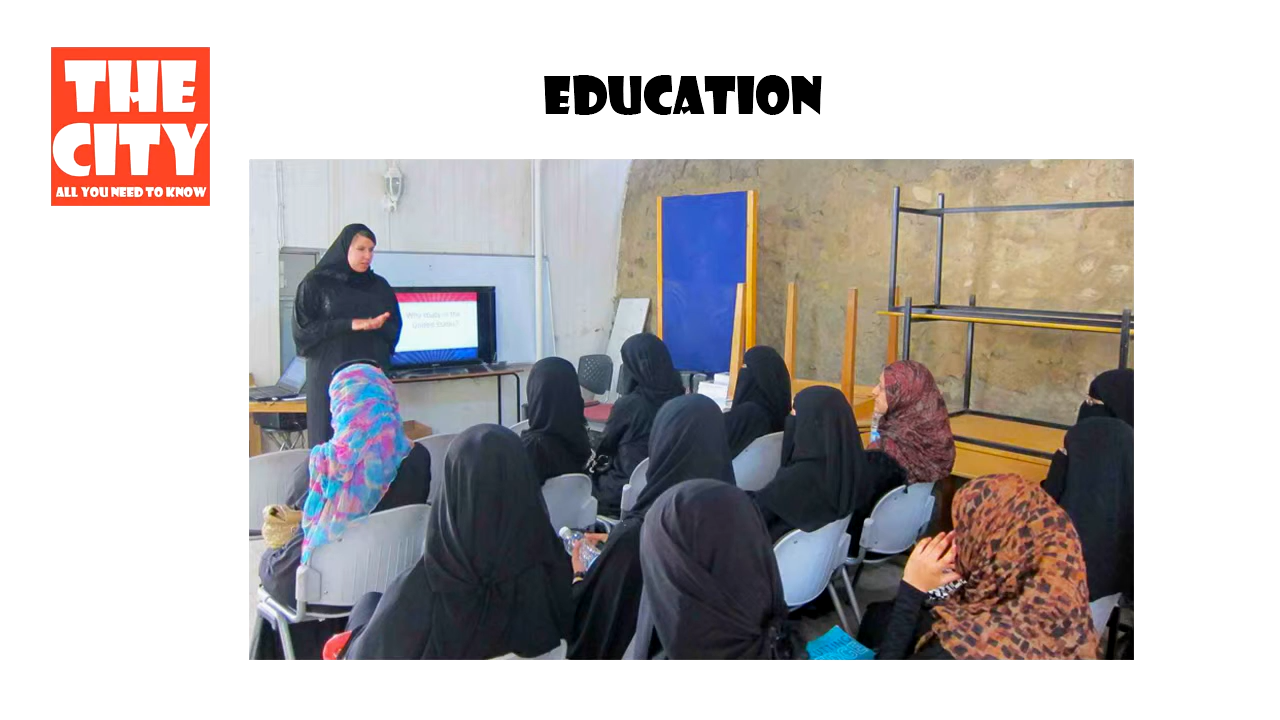 THE
CITY
ALL YOU NEED TO KNOW
EDUCATION
Why study in the
United States?